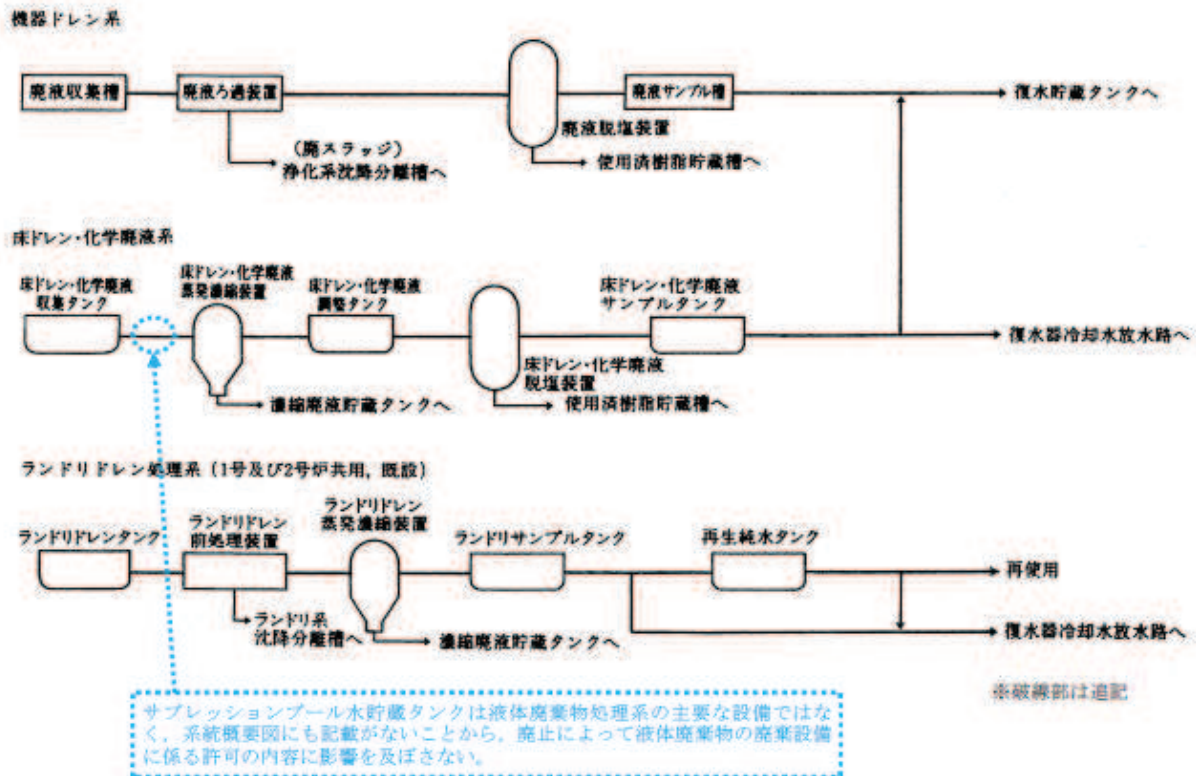 機器ドレン系
廃液収集槽
廃液ろ過装置
廃液サンプル槽
復水貯蔵タンクへ
廃液脱塩装置
(廃スラッジ)
浄化系沈降分離槽へ
使用済樹脂貯蔵槽へ
床ドレン・化学廃液系
床ドレン・化学廃液
収集タンク
床ドレン・化学廃液
蒸発濃縮装置
床ドレン・化学廃液
調整タンク
床ドレン・化学廃液
サンプルタンク
復水器冷却水放水路へ
床ドレン・化学廃液
脱塩装置
濃縮廃液貯蔵タンクへ
使用済樹脂貯蔵槽へ
ランドリドレン処理系(1号及び2号炉共用,既設)
ランドリドレンタンク
ランドリドレン
前処理装置
ランドリドレン
蒸発濃縮装置
ランドリサンプルタンク
再生純水タンク
再使用
ランドリ系
沈降分離槽へ
濃縮廃液貯蔵タンクへ
復水器冷却水放水路へ
※破線部は追記
サプレッションプール水貯蔵タンクは液体廃棄物処理系の主要な設備ではな
く,系統概要図にも記載がないことから,廃止によって液体廃棄物の廃棄設備
に係る許可の内容に影響を及ぼさない。